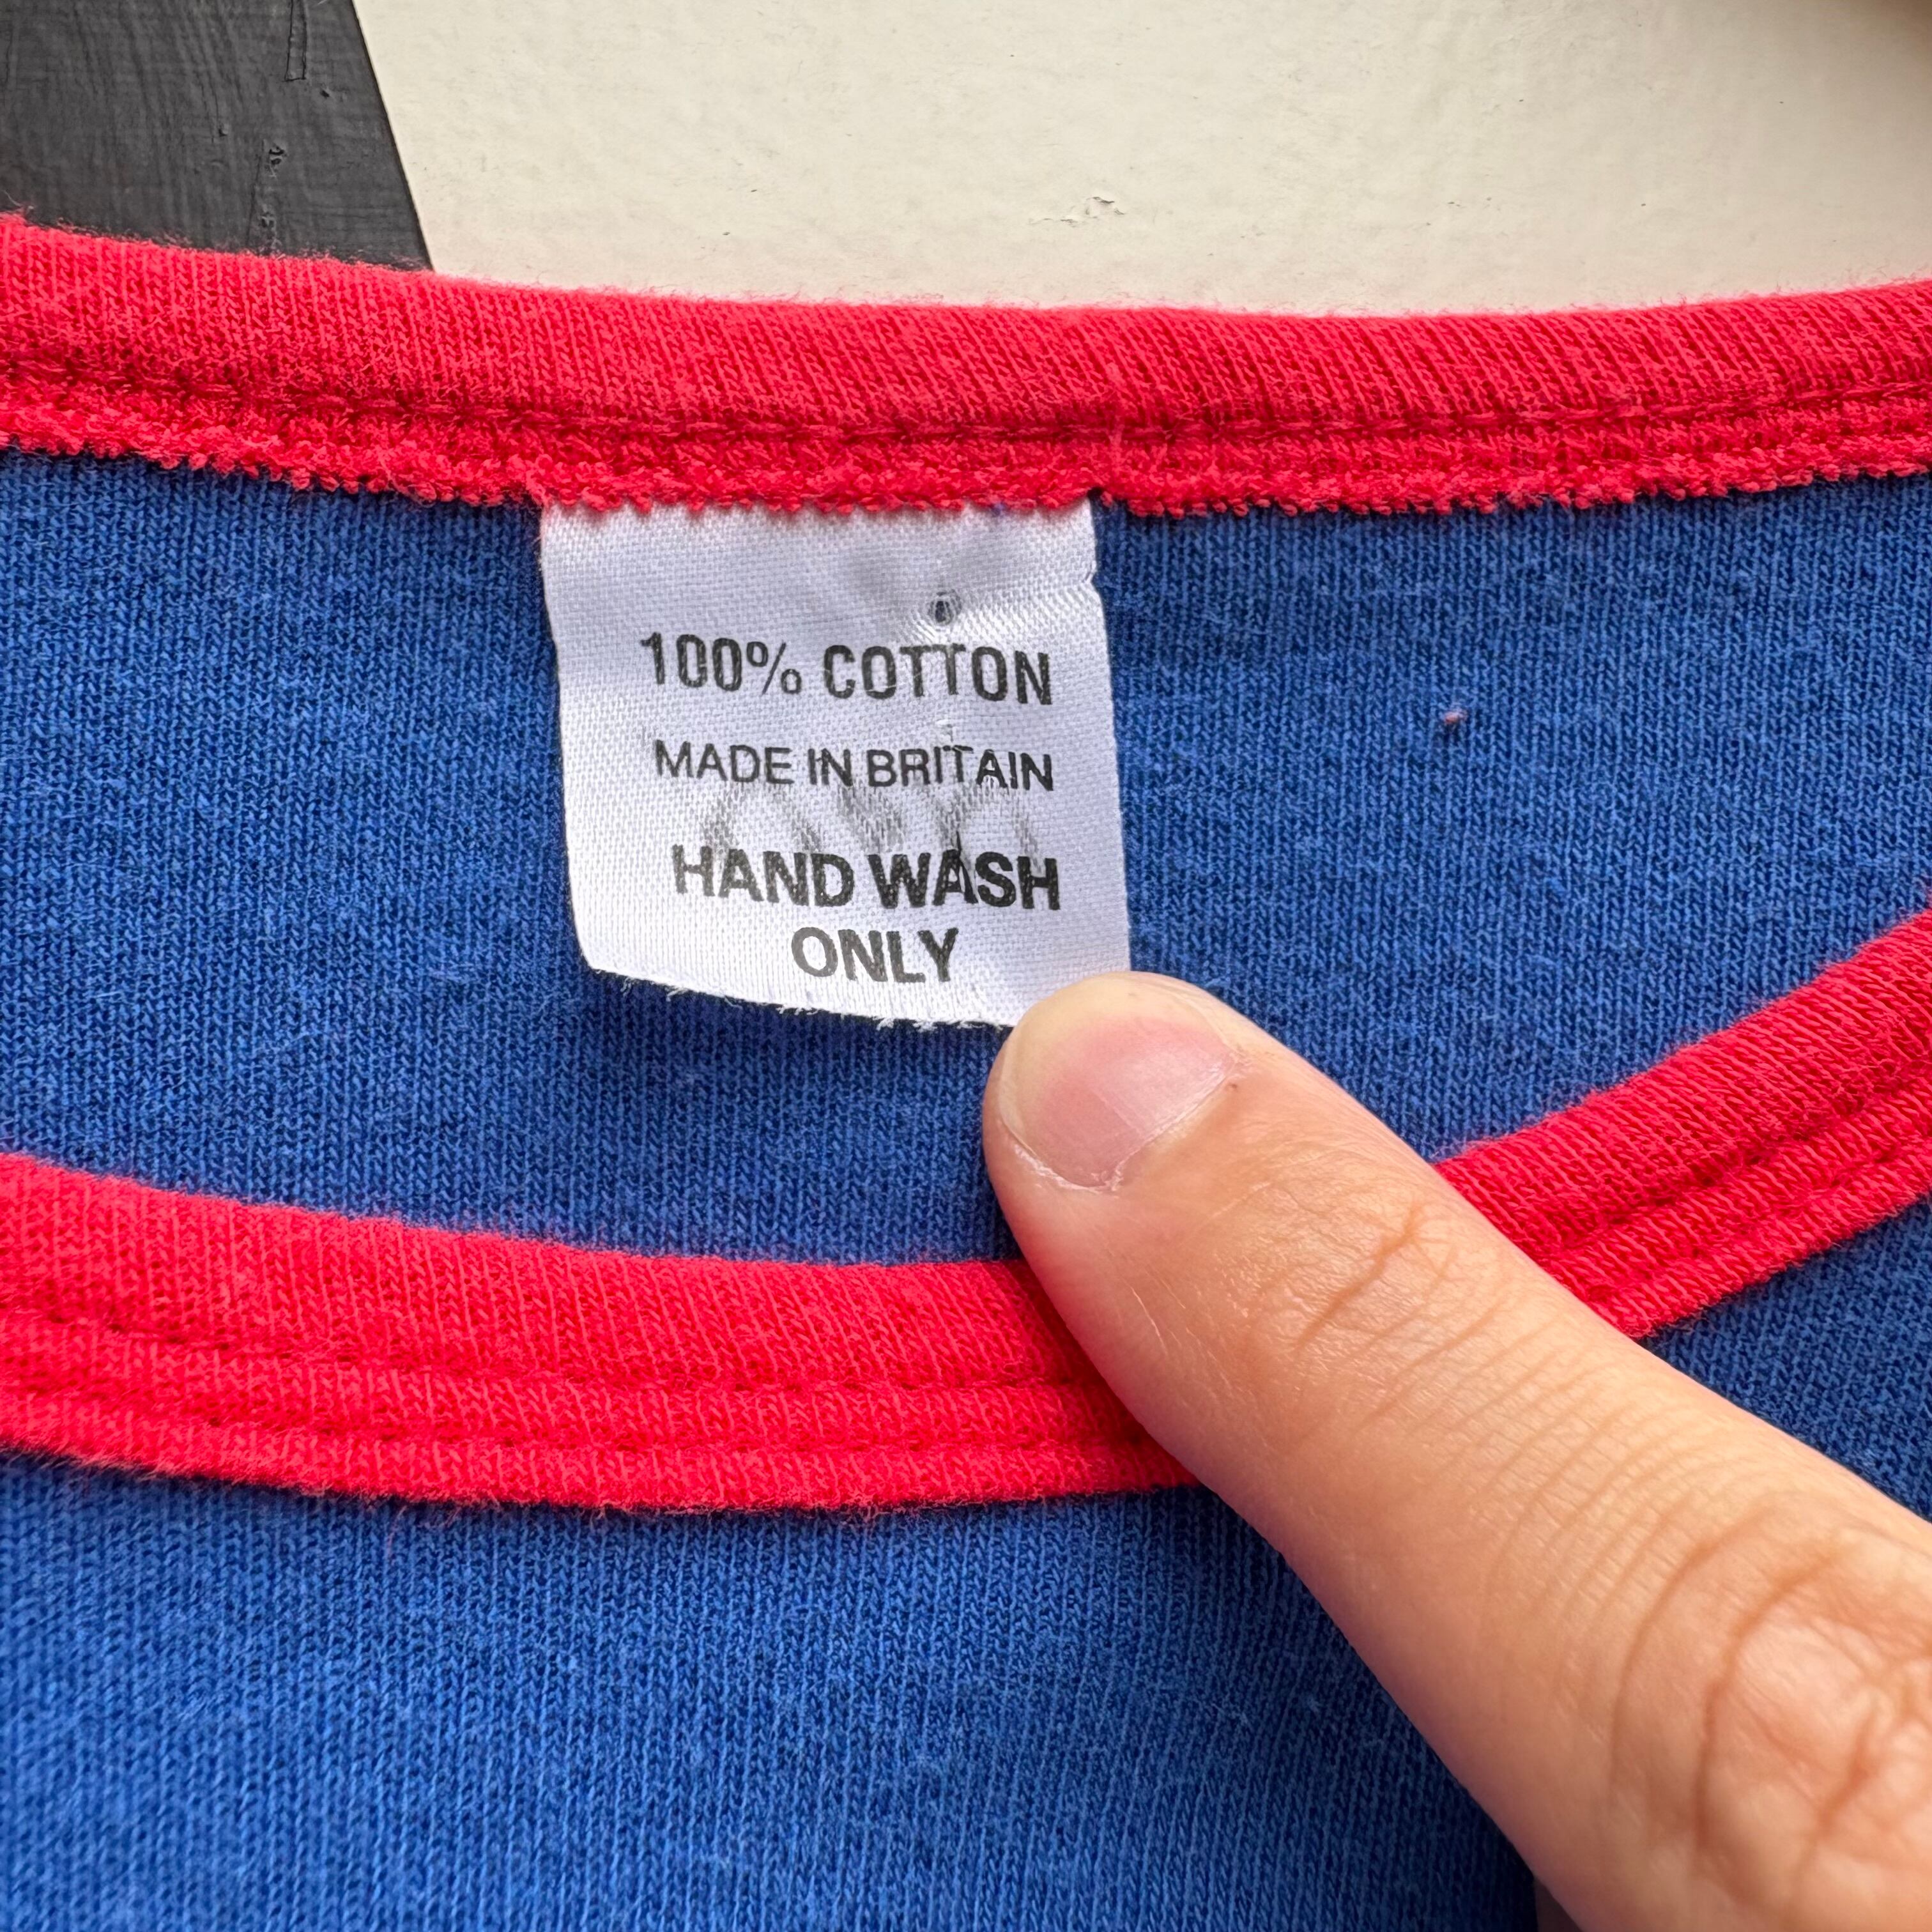 100% COTTON
MADE IN BRITAIN
HAND WASH
ONLY